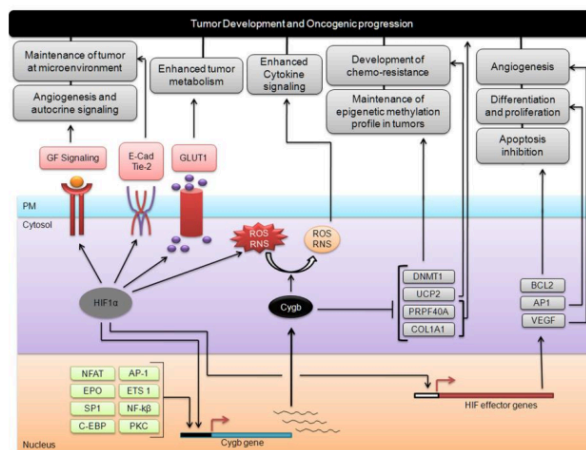 Tumor Development and Oncogenic progression
Maintenance of tumor
at microenvironment
Angiogenesis and
autocrine signaling
Enhanced tumor
metabolism
Enhanced
Cytokine
signaling
Development of
chemo-resistance
Maintenance of
epigenetic methylation
profile in tumors
Angiogenesis
Differentiation
and proliferation
Apoptosis
inhibition
GF Signaling
E-Cad
Tie-2
GLUT1
PM
Cytosol
ROS
RNS
ROS
RNS
HIF1α
Cygb
DNMT1
UCP2
PRPF40A
COL1A1
BCL2
AP1
VEGF
NFAT
AP-1
EPO
ETS 1
SP1
NF-kβ
C-EBP
PKC
Cygb gene
HIF effector genes
Nucleus